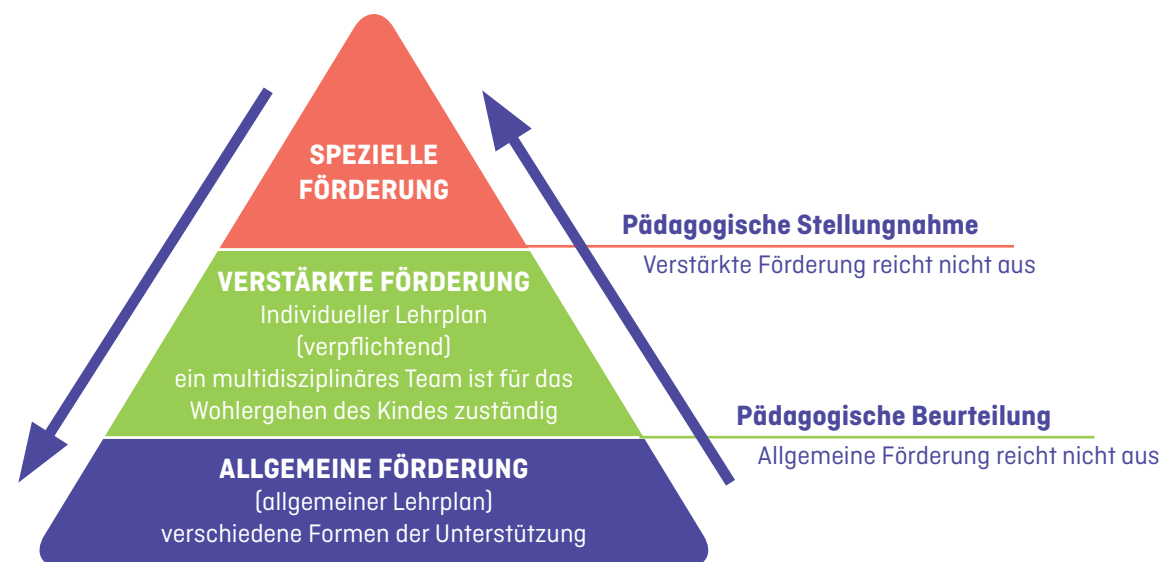 SPEZIELLE
FÖRDERUNG
Pädagogische Stellungnahme
Verstärkte Förderung reicht nicht aus
VERSTÄRKTE FÖRDERUNG
Individueller Lehrplan
(verpflichtend)
ein multidisziplinäres Team ist für das
Wohlergehen des Kindes zuständig
Pädagogische Beurteilung
Allgemeine Förderung reicht nicht aus
ALLGEMEINE FÖRDERUNG
(allgemeiner Lehrplan)
verschiedene Formen der Unterstützung